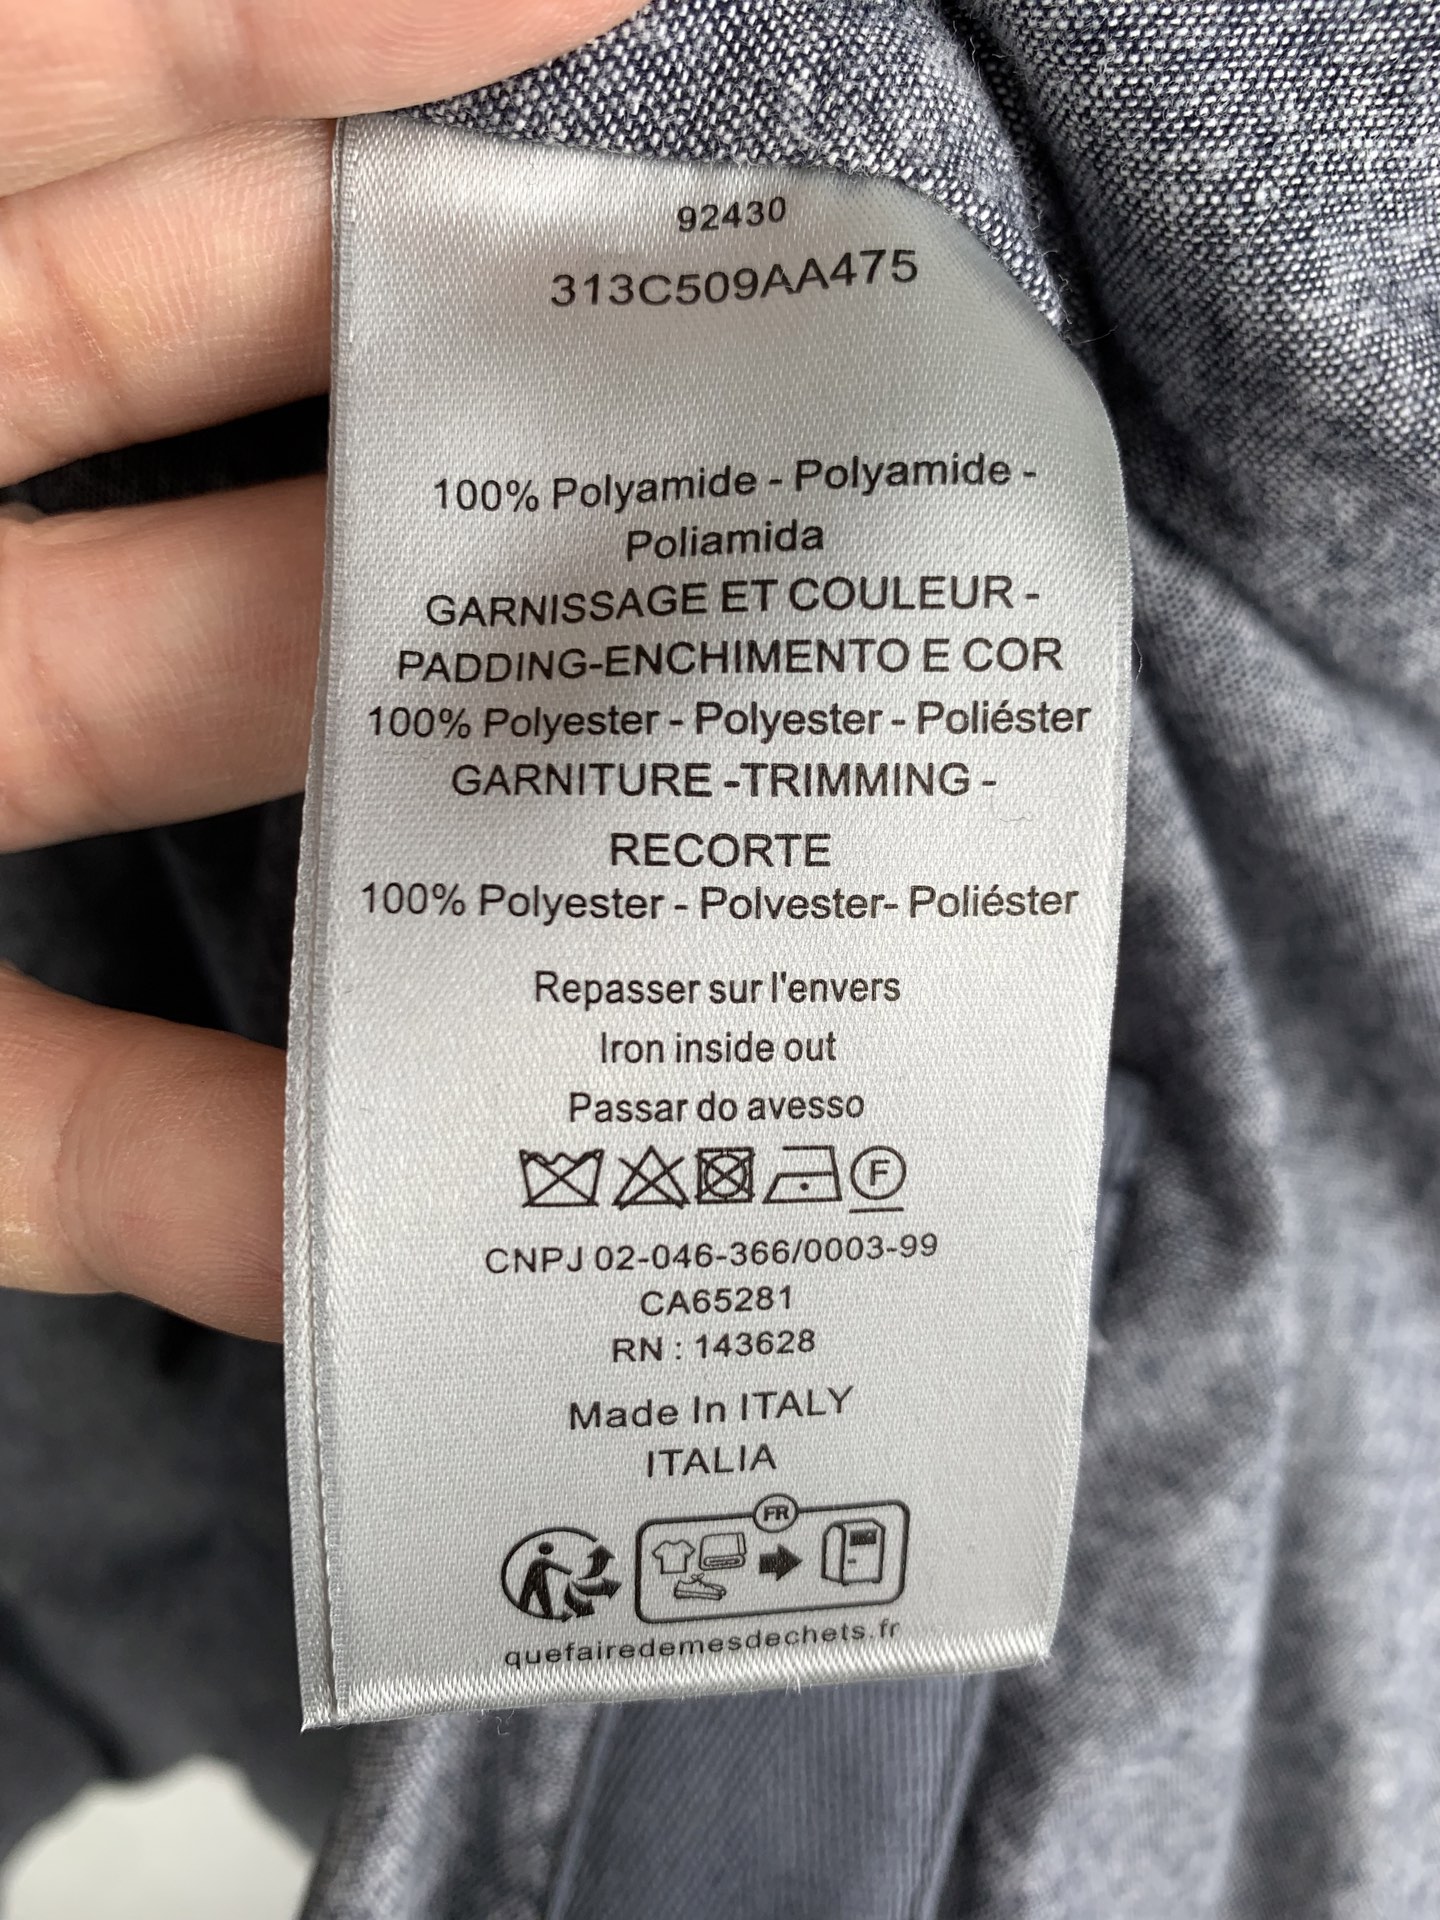 92430
313C509AA475
100% Polyamide - Polyamide -
Poliamida
GARNISSAGE ET COULEUR -
PADDING-ENCHIMENTO E COR
100% Polyester - Polyester - Poliéster
GARNITURE -TRIMMING -
RECORTE
100% Polyester - Polvester- Poliéster
Repasser sur l'envers
Iron inside out
Passar do avesso
F
CNPJ 02-046-366/0003-99
CA65281
RN : 143628
Made In ITALY
ITALIA
FR
quefairedemesdechets.fr